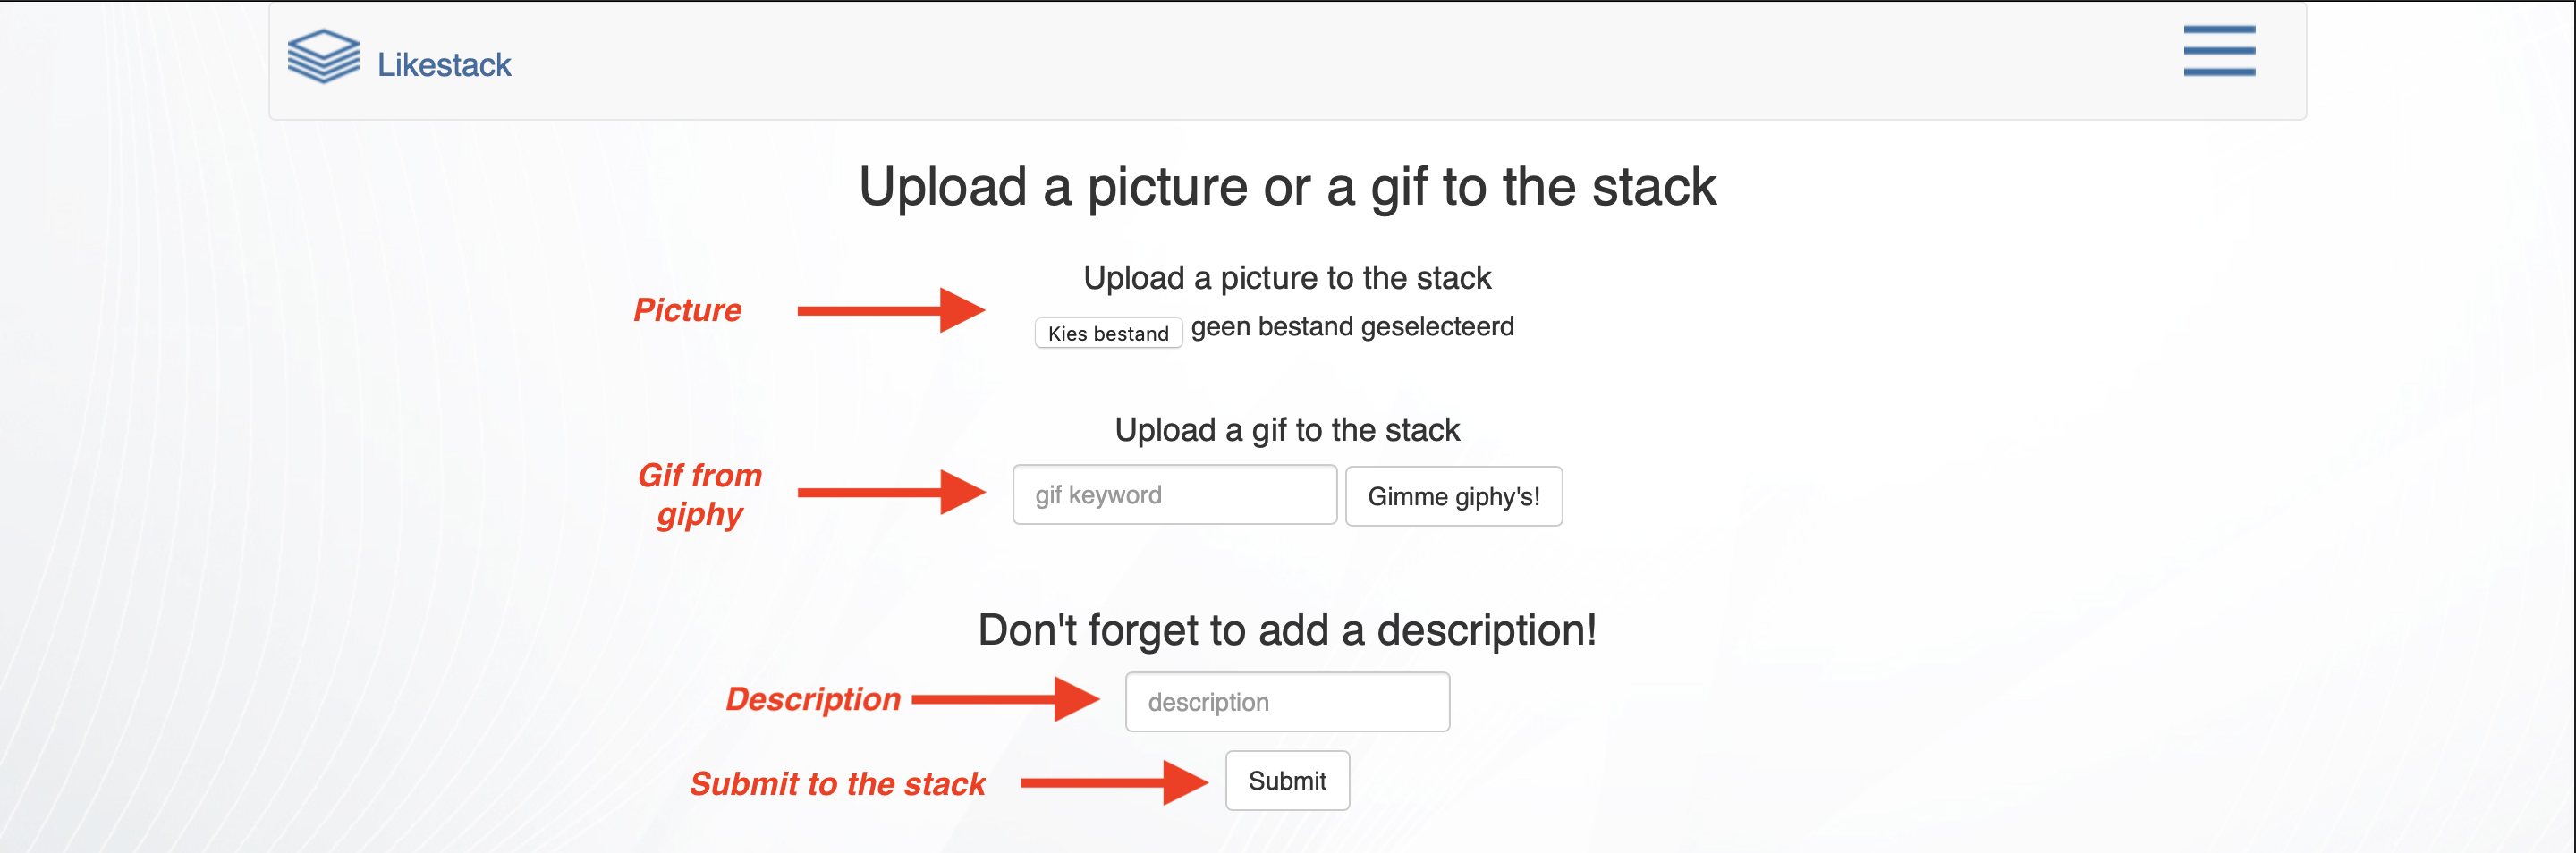 Likestack
Upload a picture or a gif to the stack
Upload a picture to the stack
Picture
Kies bestand geen bestand geselecteerd
Upload a gif to the stack
Gif from
giphy
gif keyword Gimme giphy's!
Don't forget to add a description!
Description description
Submit to the stack Submit